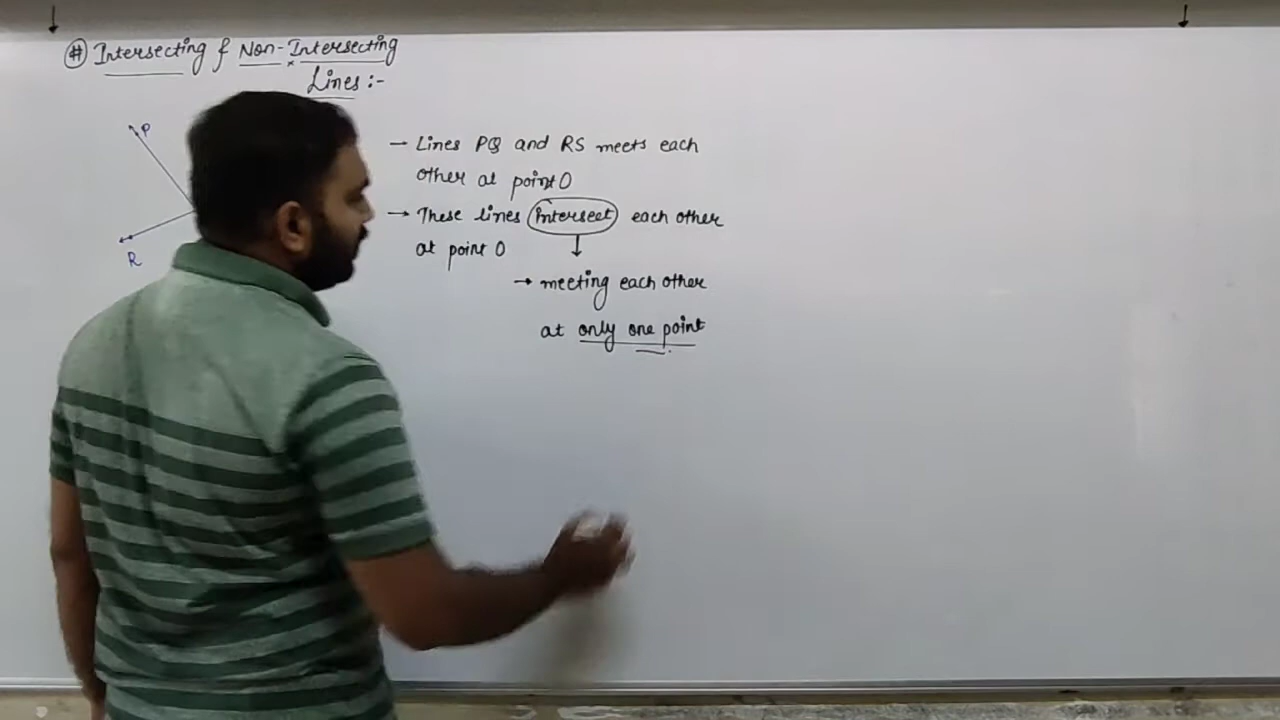 # Intersecting & Non-Intersecting
Lines :-
P
R
→ Lines PQ and RS meets each
other at point O
→ These lines intersect each other
at point O
→ meeting each other
at only one point